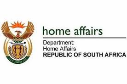 home affairs
Department:
Home Affairs
REPUBLIC OF SOUTH AFRICA